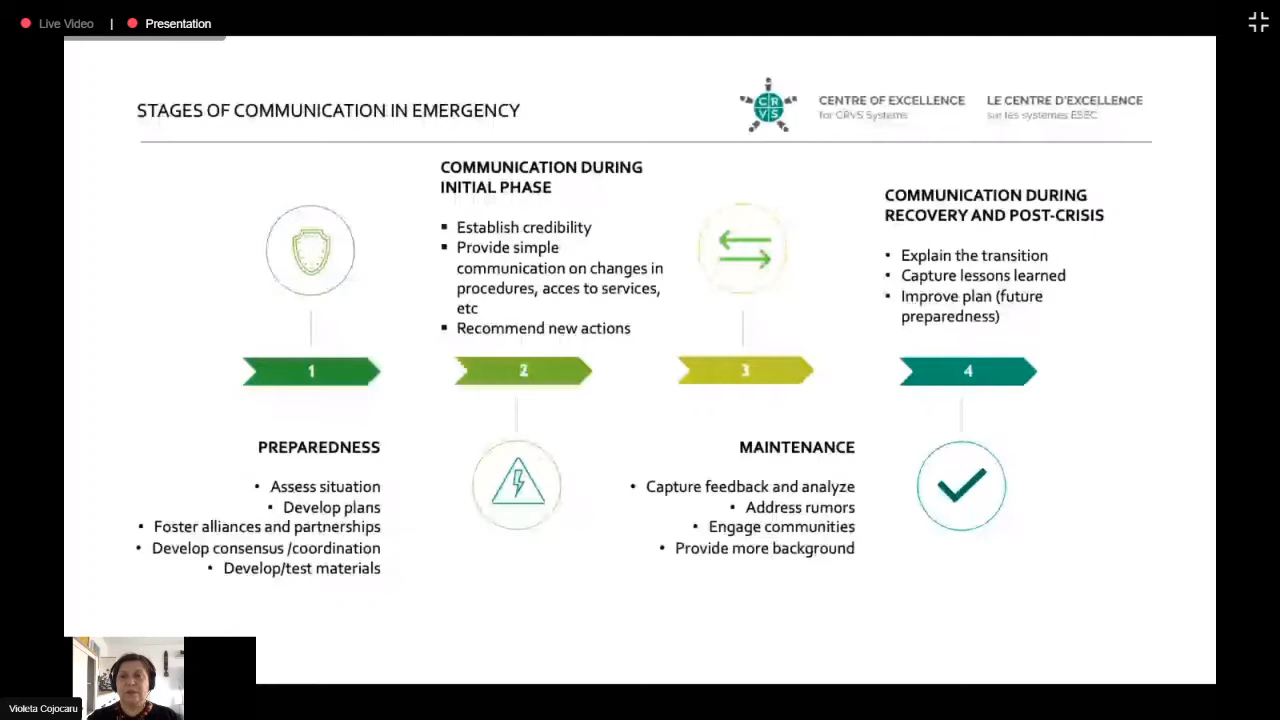 Live Video | Presentation
STAGES OF COMMUNICATION IN EMERGENCY
CRVS
CENTRE OF EXCELLENCE
for CRVS Systems
LE CENTRE D'EXCELLENCE
sur les systèmes ESEC
COMMUNICATION DURING
INITIAL PHASE
▪ Establish credibility
▪ Provide simple
communication on changes in
procedures, acces to services,
etc
▪ Recommend new actions
COMMUNICATION DURING
RECOVERY AND POST-CRISIS
• Explain the transition
• Capture lessons learned
• Improve plan (future
preparedness)
1
2
3
4
PREPAREDNESS
• Assess situation
• Develop plans
• Foster alliances and partnerships
• Develop consensus /coordination
• Develop/test materials
MAINTENANCE
• Capture feedback and analyze
• Address rumors
• Engage communities
• Provide more background
Violeta Cojocaru